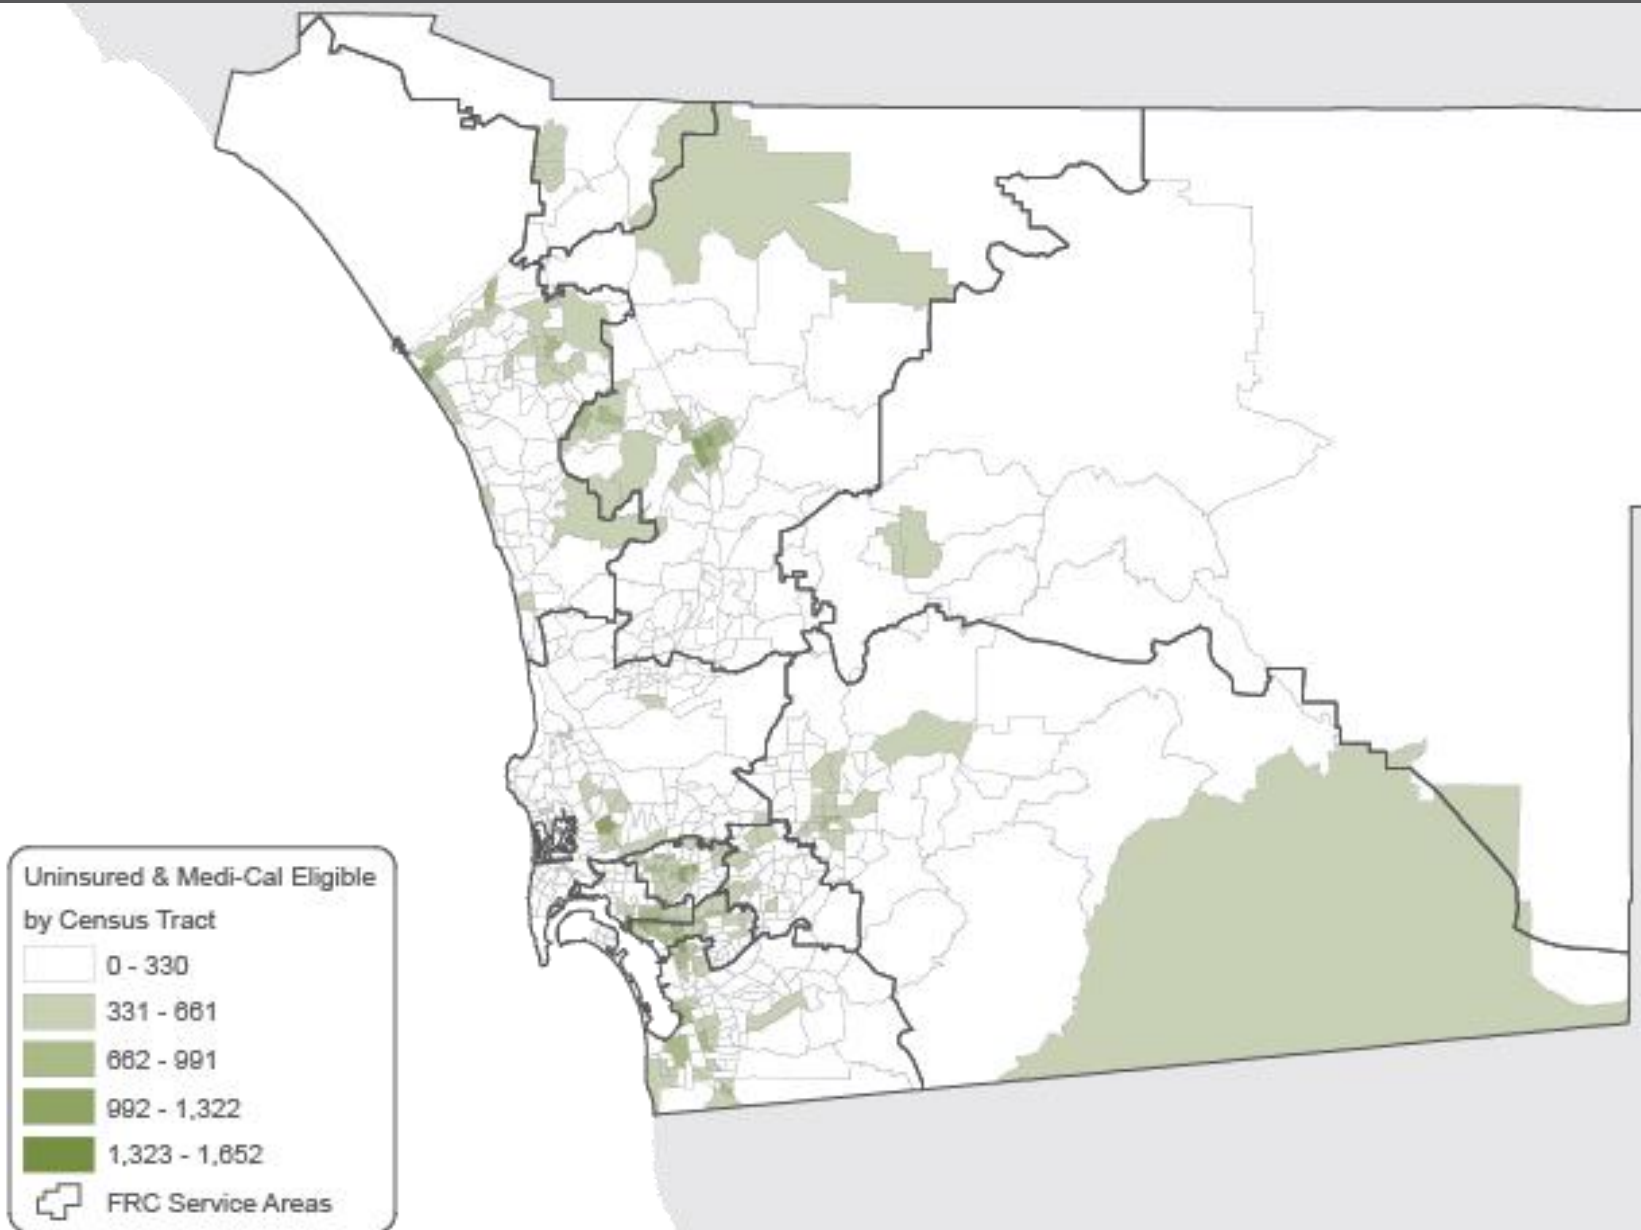 Uninsured & Medi-Cal Eligible
by Census Tract
0 - 330
331 - 661
662 - 991
992 - 1,322
1,323 - 1,652
FRC Service Areas